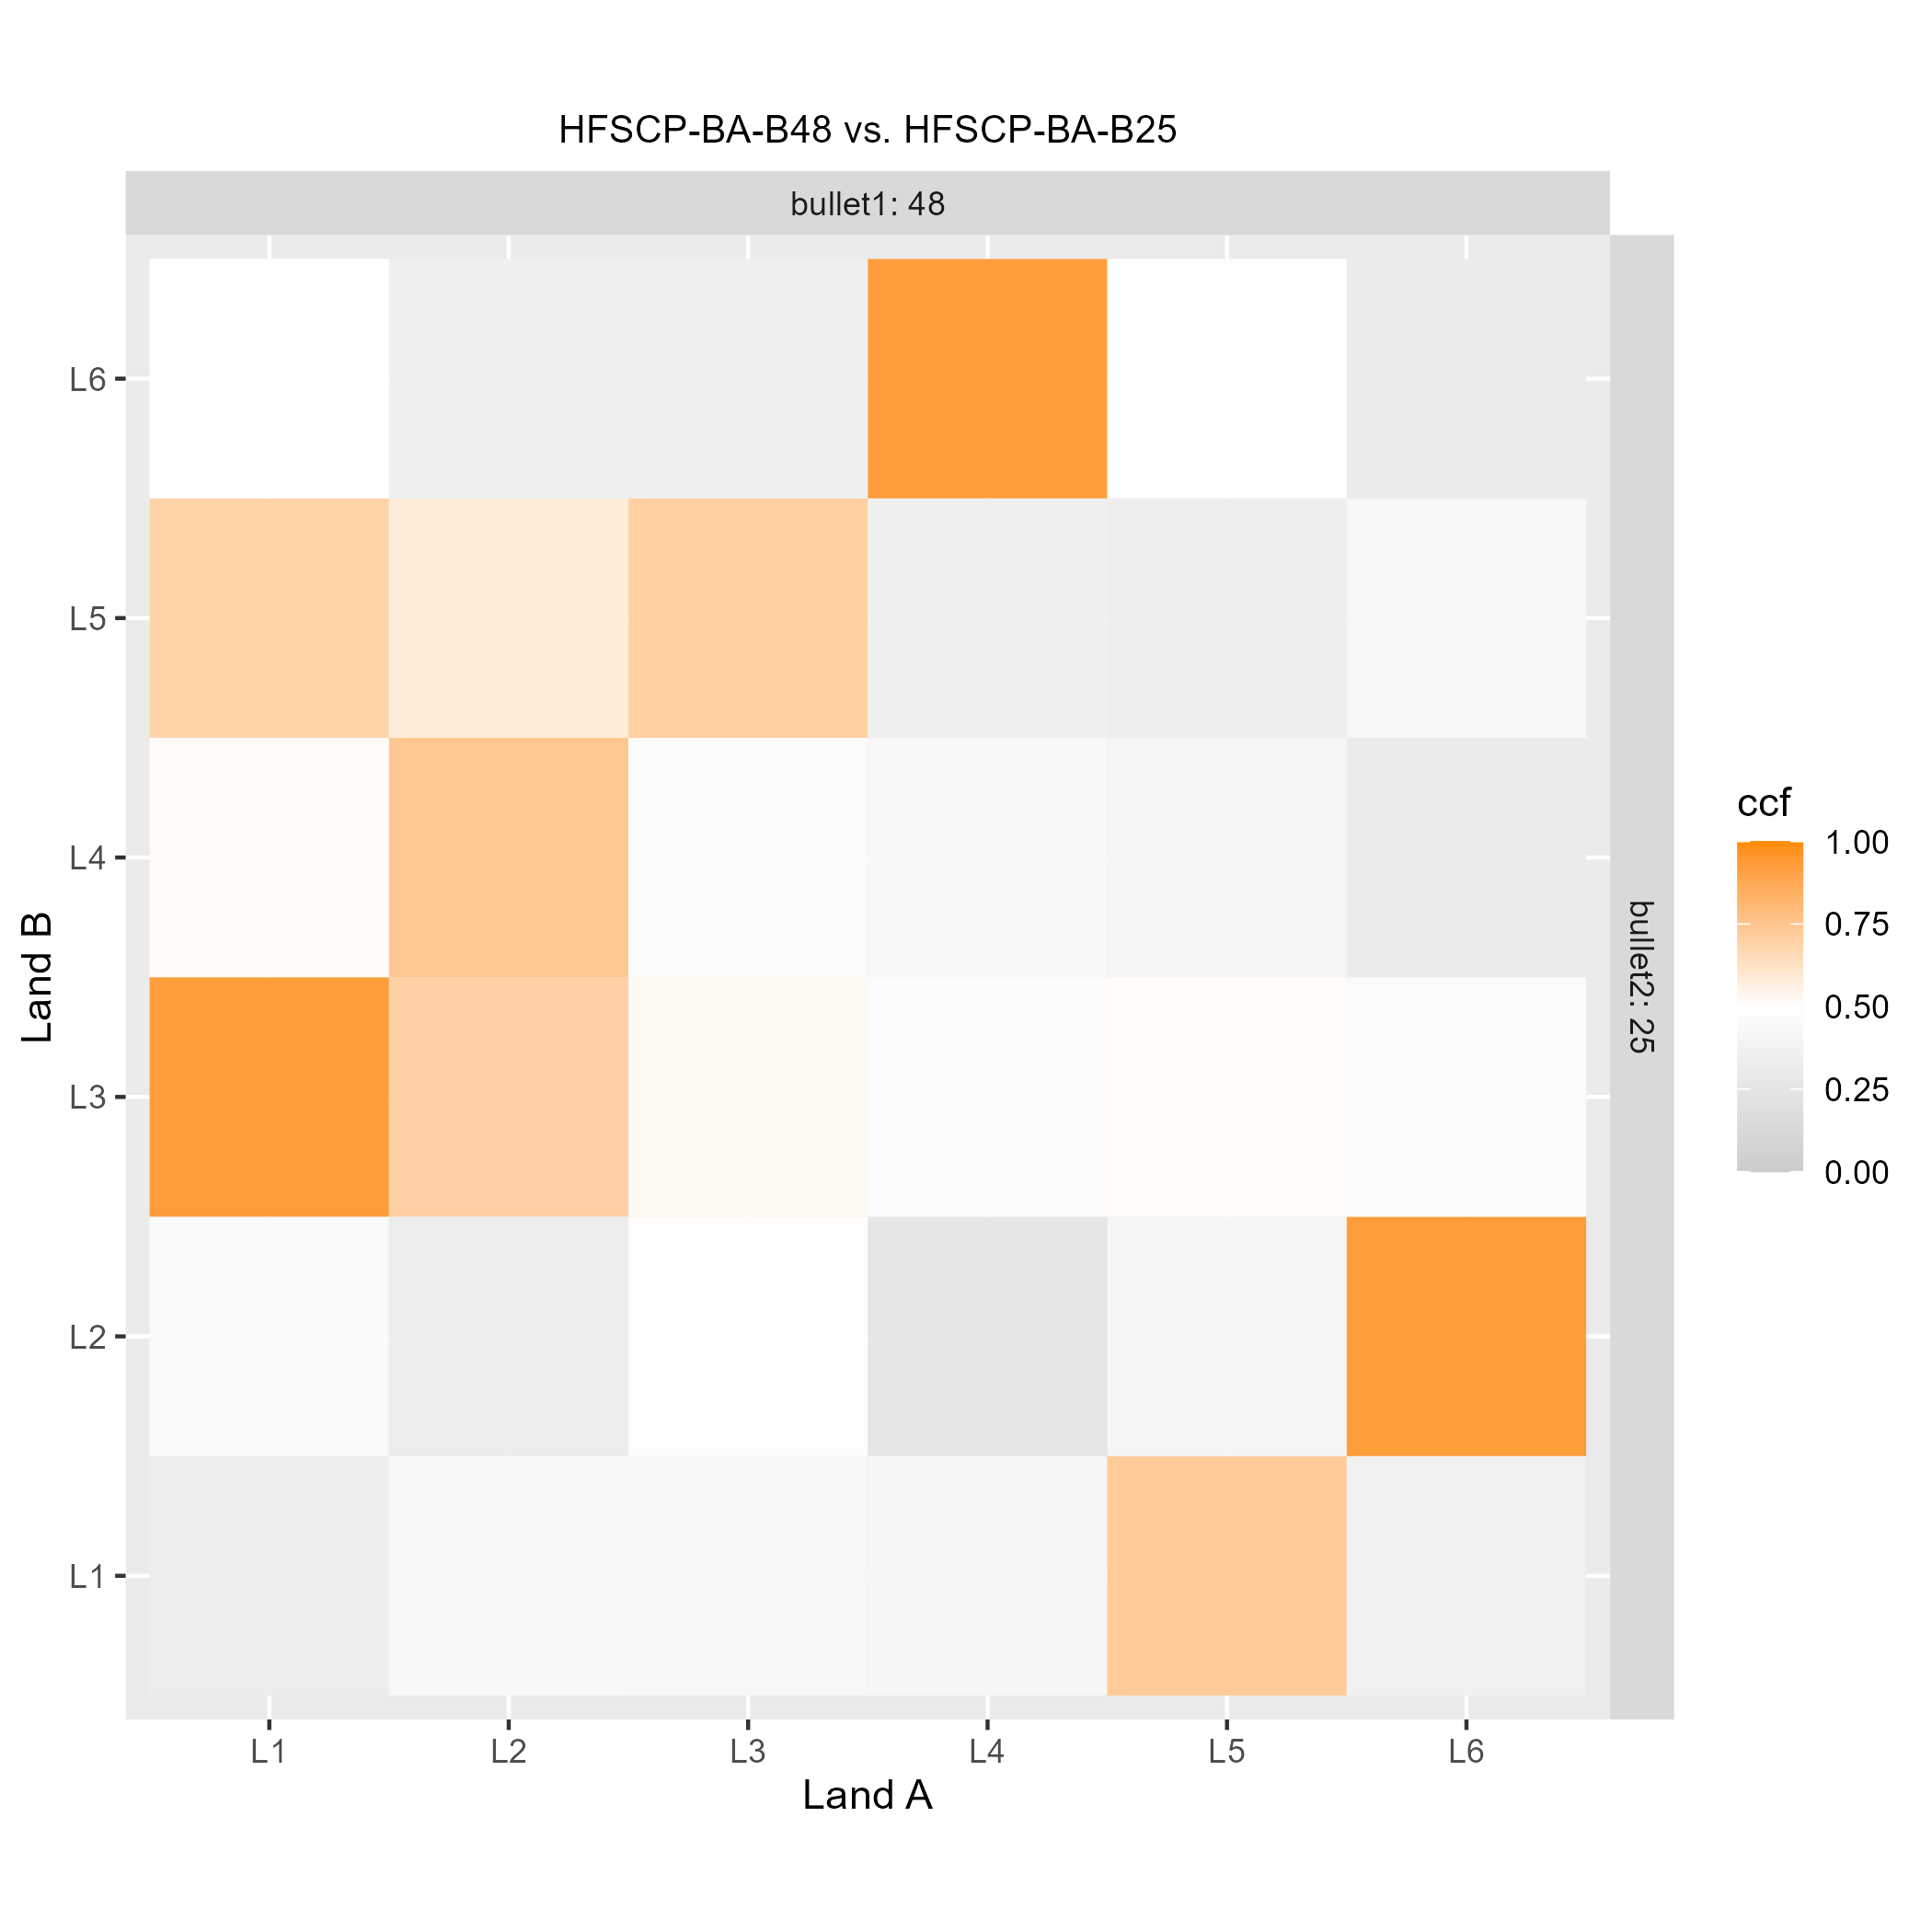 HFSCP-BA-B48 vs. HFSCP-BA-B25
bullet1: 48
L6
L5
L4
L3
L2
L1
Land B
bullet2: 25
L1 L2 L3 L4 L5 L6
Land A
ccf
1.00
0.75
0.50
0.25
0.00